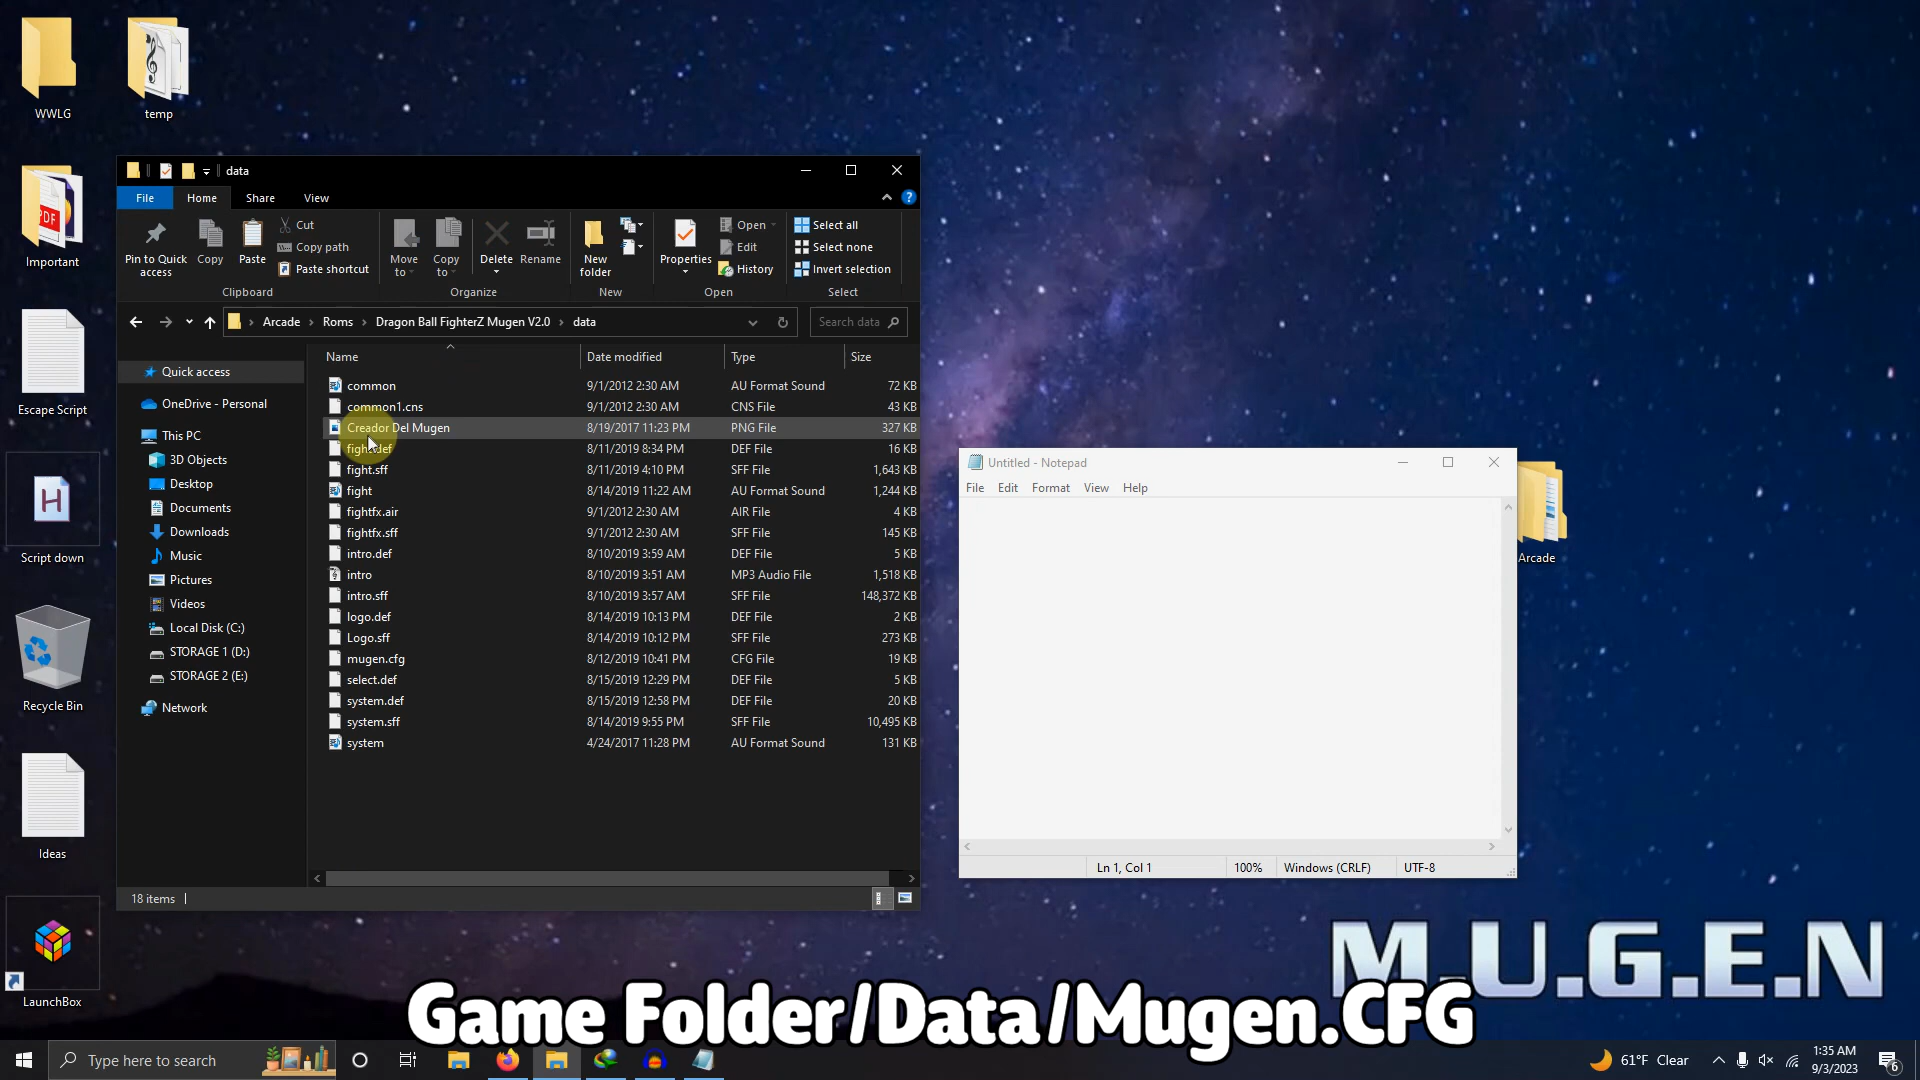 WWLG
temp
Important
Escape Script
Script down
Recycle Bin
Ideas
LaunchBox
data
File Home Share View
Pin to Quick access
Copy
Paste
Cut
Copy path
Paste shortcut
Clipboard
Move to
Copy to
Delete
Rename
Organize
New folder
New
Properties
Open
Edit
History
Open
Select all
Select none
Invert selection
Select
Arcade > Roms > Dragon Ball FighterZ Mugen V2.0 > data
Search data
Quick access
OneDrive - Personal
This PC
3D Objects
Desktop
Documents
Downloads
Music
Pictures
Videos
Local Disk (C:)
STORAGE 1 (D:)
STORAGE 2 (E:)
Network
Name Date modified Type Size
common 9/1/2012 2:30 AM AU Format Sound 72 KB
common1.cns 9/1/2012 2:30 AM CNS File 43 KB
Creador Del Mugen 8/19/2017 11:23 PM PNG File 327 KB
fight.def 8/11/2019 8:34 PM DEF File 16 KB
fight.sff 8/11/2019 4:10 PM SFF File 1,643 KB
fight 8/14/2019 11:22 AM AU Format Sound 1,244 KB
fightfx.air 9/1/2012 2:30 AM AIR File 4 KB
fightfx.sff 9/1/2012 2:30 AM SFF File 145 KB
intro.def 8/10/2019 3:59 AM DEF File 5 KB
intro 8/10/2019 3:51 AM MP3 Audio File 1,518 KB
intro.sff 8/10/2019 3:57 AM SFF File 148,372 KB
logo.def 8/14/2019 10:13 PM DEF File 2 KB
Logo.sff 8/14/2019 10:12 PM SFF File 273 KB
mugen.cfg 8/12/2019 10:41 PM CFG File 19 KB
select.def 8/15/2019 12:29 PM DEF File 5 KB
system.def 8/15/2019 12:58 PM DEF File 20 KB
system.sff 8/14/2019 9:55 PM SFF File 10,495 KB
system 4/24/2017 11:28 PM AU Format Sound 131 KB
18 items
Untitled - Notepad
File Edit Format View Help
Ln 1, Col 1 100% Windows (CRLF) UTF-8
Arcade
M.U.G.E.N
Game Folder/Data/Mugen.CFG
Type here to search
61°F Clear
1:35 AM
9/3/2023
6